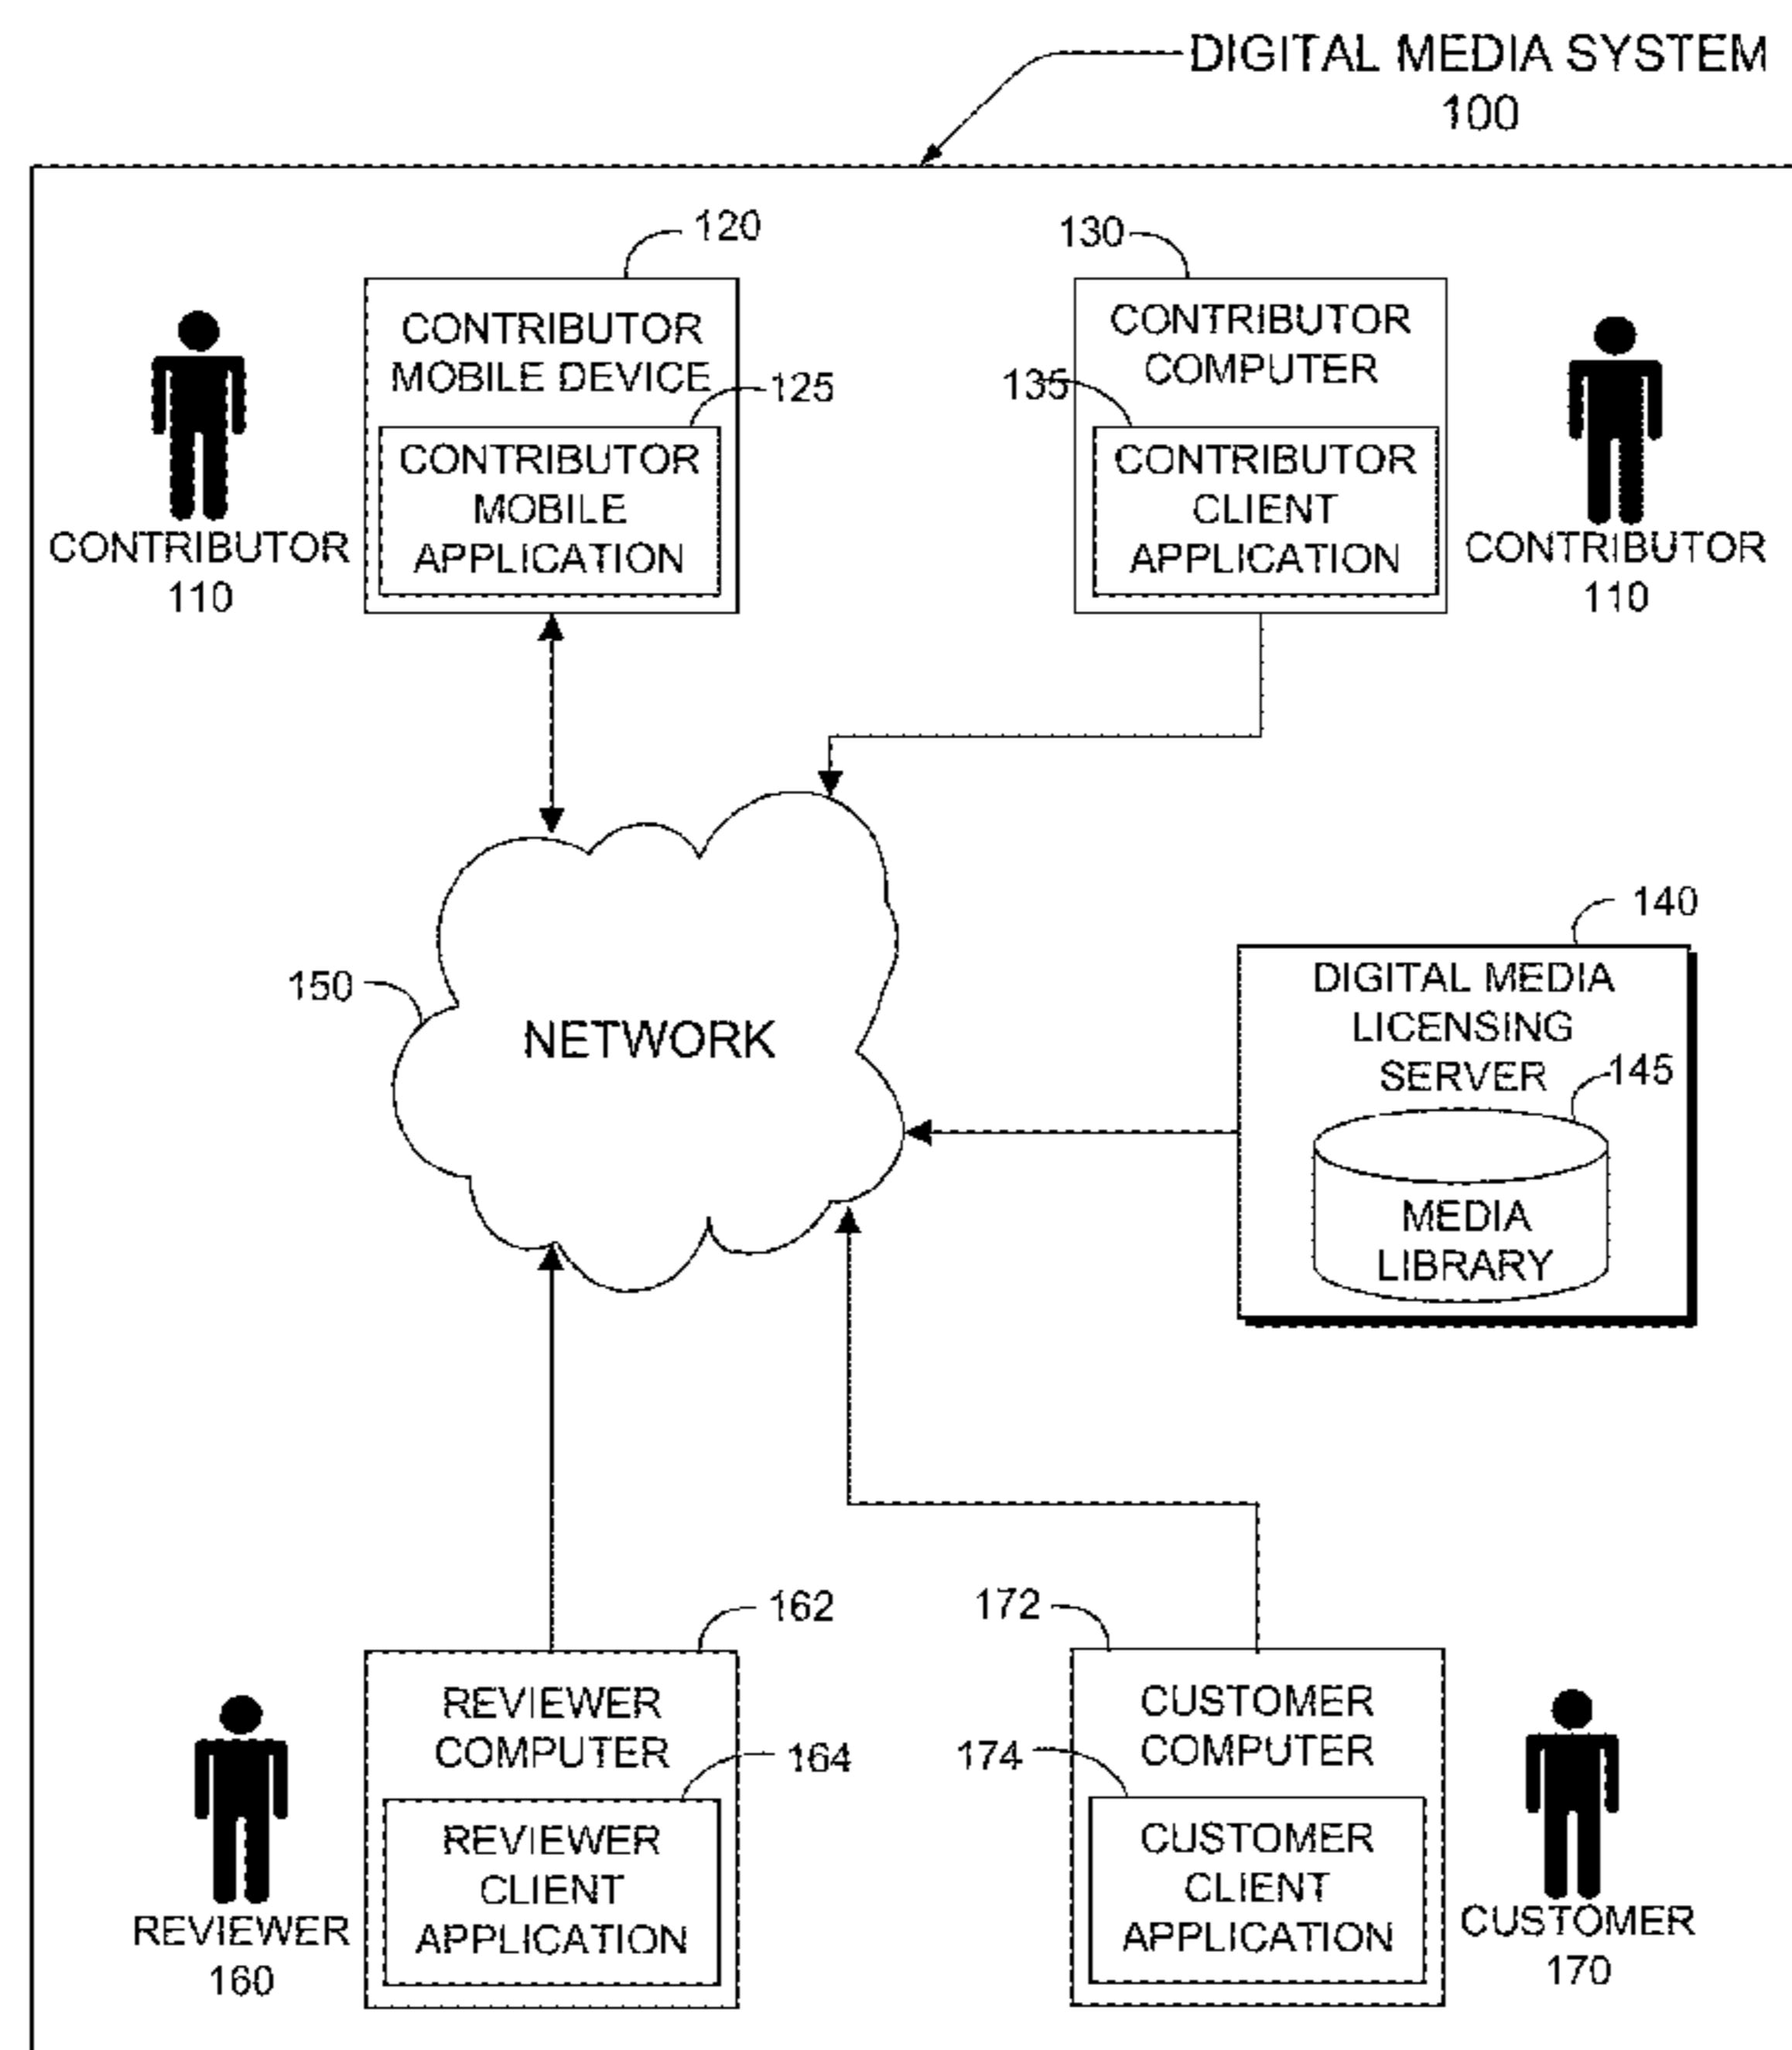 DIGITAL MEDIA SYSTEM
100
120
130
CONTRIBUTOR
MOBILE DEVICE
125
CONTRIBUTOR
MOBILE
APPLICATION
CONTRIBUTOR
110
CONTRIBUTOR
COMPUTER
135
CONTRIBUTOR
CLIENT
APPLICATION
CONTRIBUTOR
110
150
NETWORK
140
DIGITAL MEDIA
LICENSING
SERVER
145
MEDIA
LIBRARY
162
REVIEWER
COMPUTER
164
REVIEWER
CLIENT
APPLICATION
REVIEWER
160
172
CUSTOMER
COMPUTER
174
CUSTOMER
CLIENT
APPLICATION
CUSTOMER
170